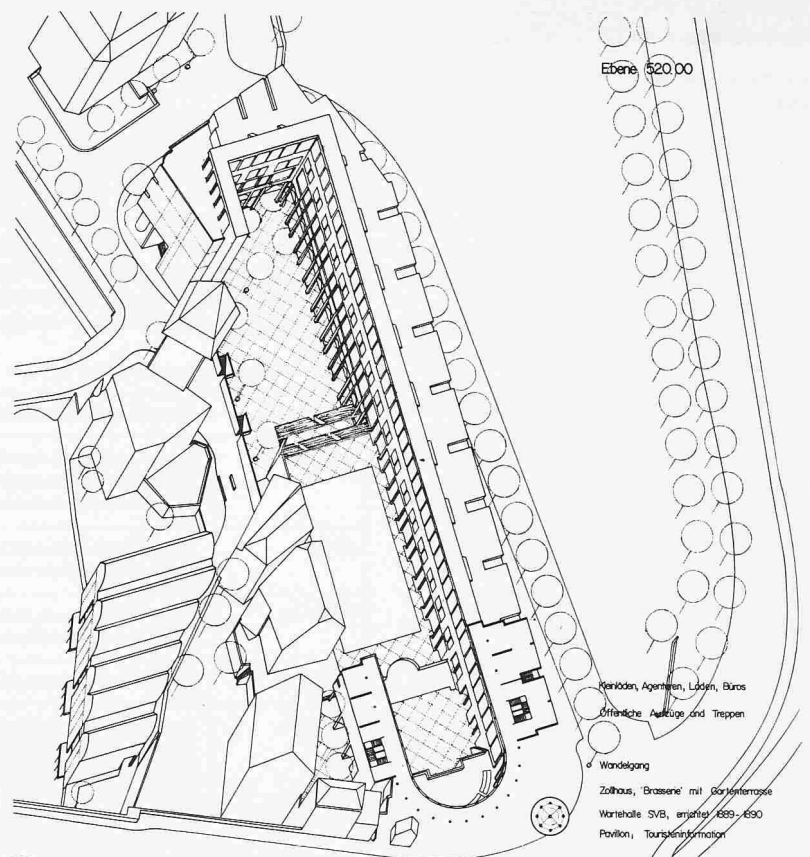 Ebene 520.00
Kleinläden, Agenturen, Läden, Büros
Öffentliche Aufzüge und Treppen
Wandelgang
Zollhaus, 'Brasserie' mit Gartenterrasse
Wartehalle SVB, errichtet 1889-1890
Pavillon, Touristeninformation